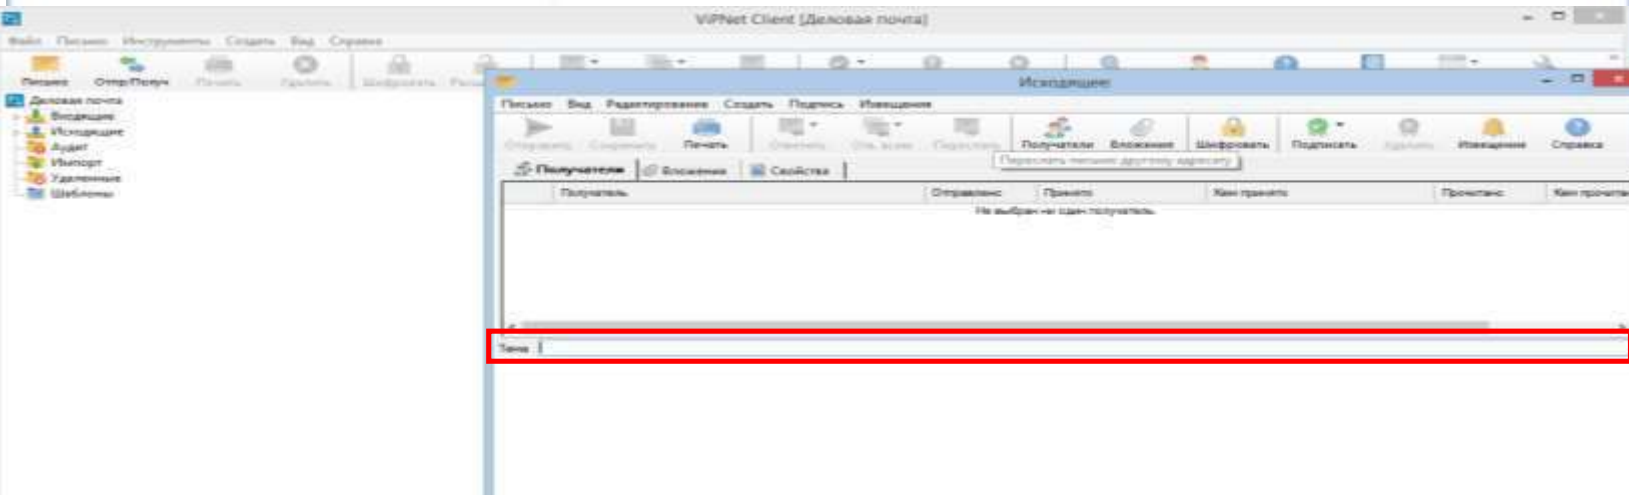 ViPNet Client [Деловая почта]
Файл Письмо Инструменты Создать Вид Справка
Письмо Отпр/Получ Печать Удалить Шифровать
Деловая почта
Входящие
Исходящие
Аудит
Импорт
Удаленные
Шаблоны
Исходящие
Письмо Вид Редактирование Создать Подпись Извещения
Отправить Сохранить Печать Ответить Отв. всем Переслать Получатели Вложения Шифровать Подписать Удалить Извещения Справка
Переслать письмо другому адресату
Получатели Вложения Свойства
Получатель Отправлено Принято Кем принято Прочитано Кем прочитан
Не выбран ни один получатель.
Тема